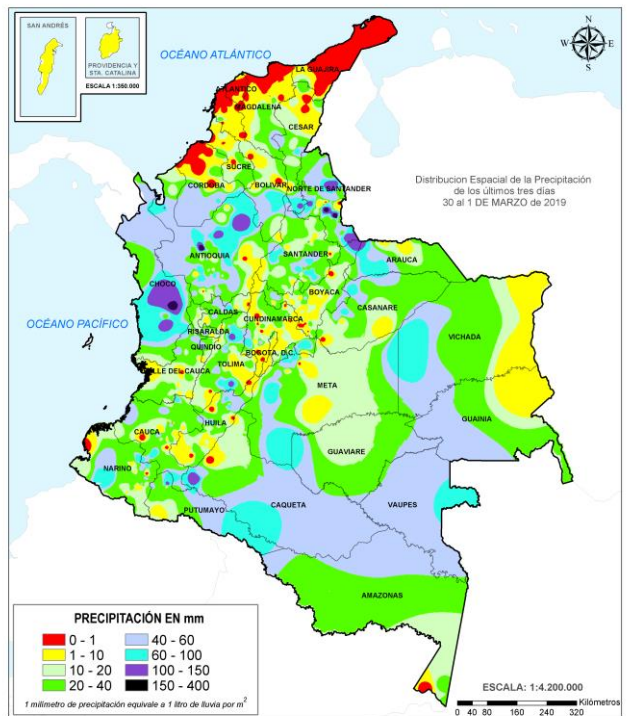 SAN ANDRÉS
PROVIDENCIA Y
STA. CATALINA
ESCALA 1:350.000
OCÉANO ATLÁNTICO
N
W
E
S
LA GUAJIRA
ATLANTICO
MAGDALENA
CESAR
SUCRE
CORDOBA
BOLIVAR
NORTE DE SANTANDER
Distribucion Espacial de la Precipitación
de los últimos tres días
30 al 1 DE MARZO de 2019
ANTIOQUIA
SANTANDER
ARAUCA
CHOCO
BOYACA
CASANARE
OCÉANO PACÍFICO
CALDAS
CUNDINAMARCA
RISARALDA
VICHADA
QUINDIO
BOGOTA, D.C.
TOLIMA
VALLE DEL CAUCA
META
GUAINIA
CAUCA
HUILA
GUAVIARE
NARINO
PUTUMAYO
CAQUETA
VAUPES
AMAZONAS
PRECIPITACIÓN EN mm
0 - 1
40 - 60
1 - 10
60 - 100
10 - 20
100 - 150
20 - 40
150 - 400
1 milímetro de precipitación equivale a 1 litro de lluvia por m²
ESCALA: 1:4.200.000
Kilómetros
0 40 80 160 240 320